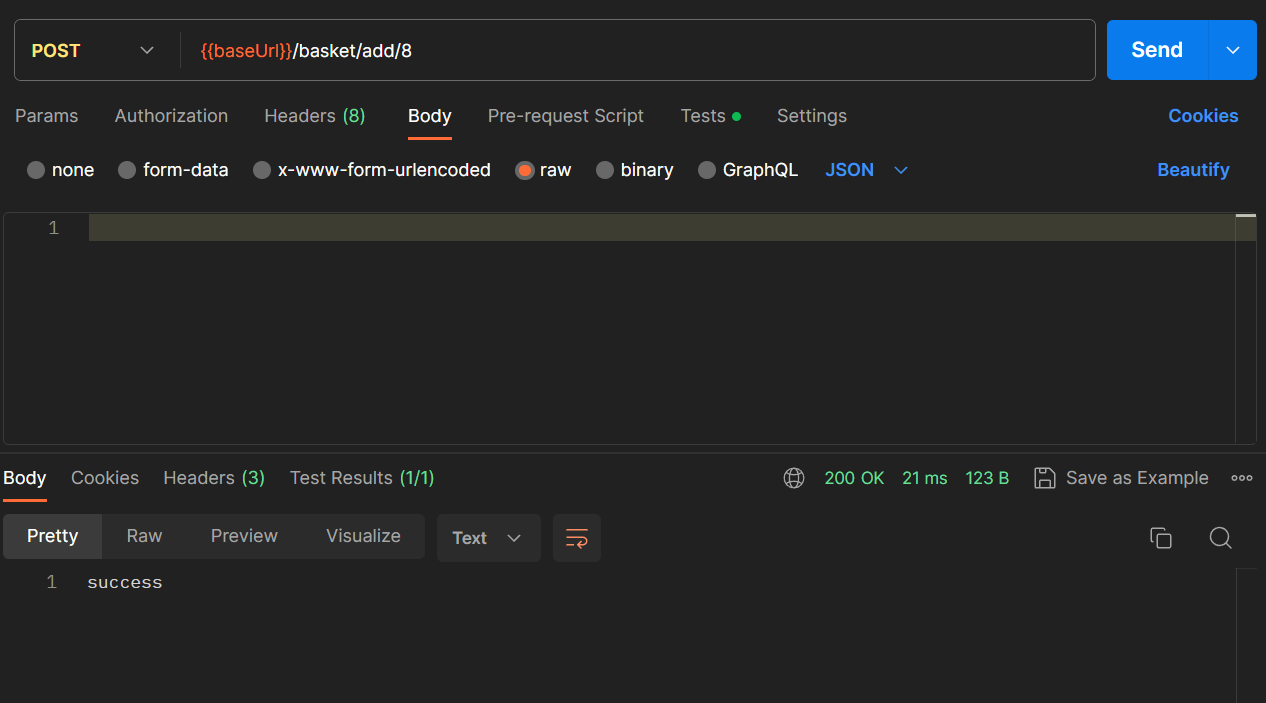 POST {{baseUrl}}/basket/add/8 Send
Params Authorization Headers (8) Body Pre-request Script Tests Settings Cookies
none form-data x-www-form-urlencoded raw binary GraphQL JSON Beautify
1
Body Cookies Headers (3) Test Results (1/1) 200 OK 21 ms 123 B Save as Example
Pretty Raw Preview Visualize Text
1 success